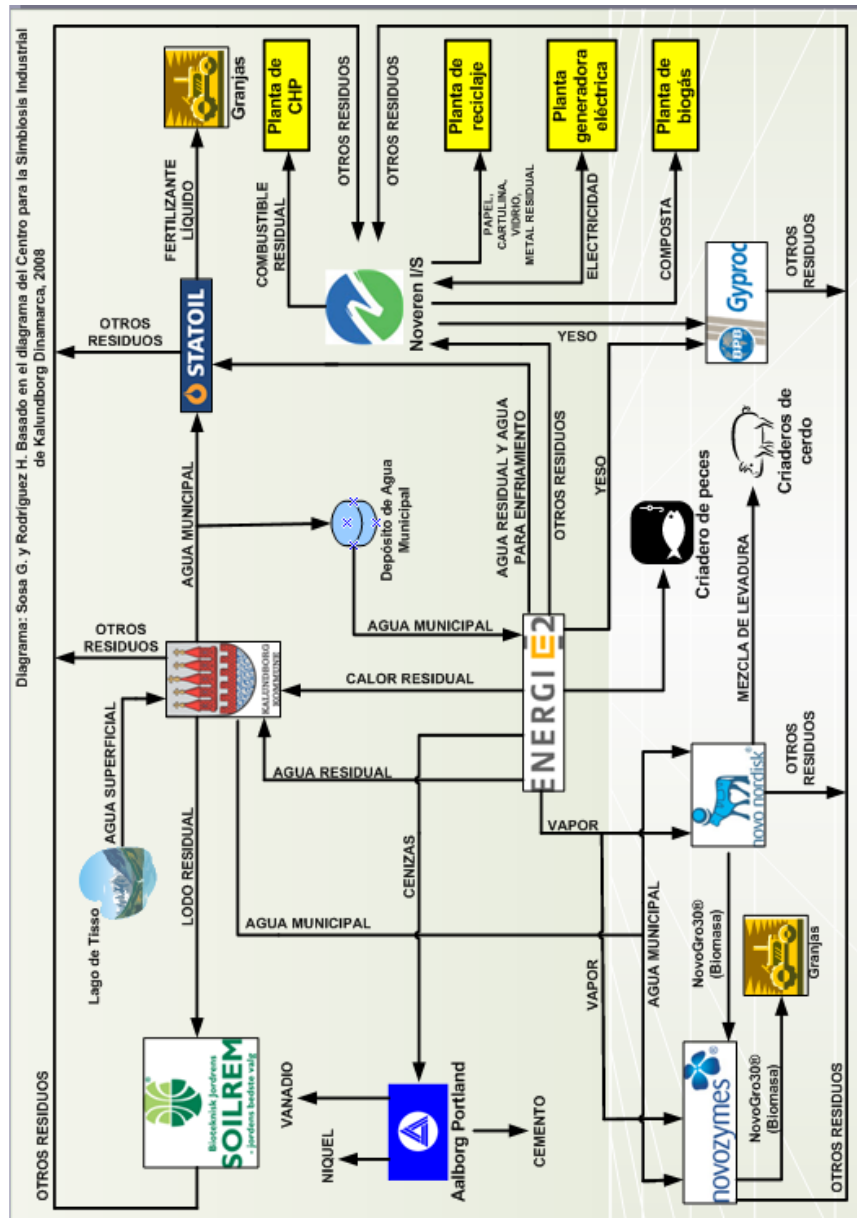 Diagrama: Sosa G. y Rodríguez H. Basado en el diagrama del Centro para la Simbiosis Industrial
de Kalundborg Dinamarca, 2008
OTROS RESIDUOS
Lago de Tisso
AGUA SUPERFICIAL
OTROS
RESIDUOS
OTROS
RESIDUOS
FERTILIZANTE
LÍQUIDO
Granjas
Bioteknisk Jordrens
SOILREM
- jordens bedste valg
LODO RESIDUAL
KALUNDBORG
KOMMUNE
AGUA MUNICIPAL
STATOIL
COMBUSTIBLE
RESIDUAL
Planta de
CHP
VANADIO
NIQUEL
AGUA MUNICIPAL
AGUA RESIDUAL
CALOR RESIDUAL
AGUA MUNICIPAL
Depósito de Agua
Municipal
OTROS RESIDUOS
OTROS RESIDUOS
Noveren I/S
Aalborg Portland
CENIZAS
CEMENTO
PAPEL,
CARTULINA,
VIDRIO,
METAL RESIDUAL
Planta de
reciclaje
ENERGI E2
AGUA RESIDUAL Y AGUA
PARA ENFRIAMIENTO
OTROS RESIDUOS
YESO
YESO
ELECTRICIDAD
Planta
generadora
eléctrica
VAPOR
VAPOR
AGUA MUNICIPAL
Criadero de peces
COMPOSTA
Planta de
biogás
novozymes®
NovoGro30®
(Biomasa)
NovoGro30®
(Biomasa)
Granjas
novo nordisk®
MEZCLA DE LEVADURA
Criaderos de
cerdo
BPB
Gyproc
OTROS
RESIDUOS
OTROS
RESIDUOS
OTROS RESIDUOS